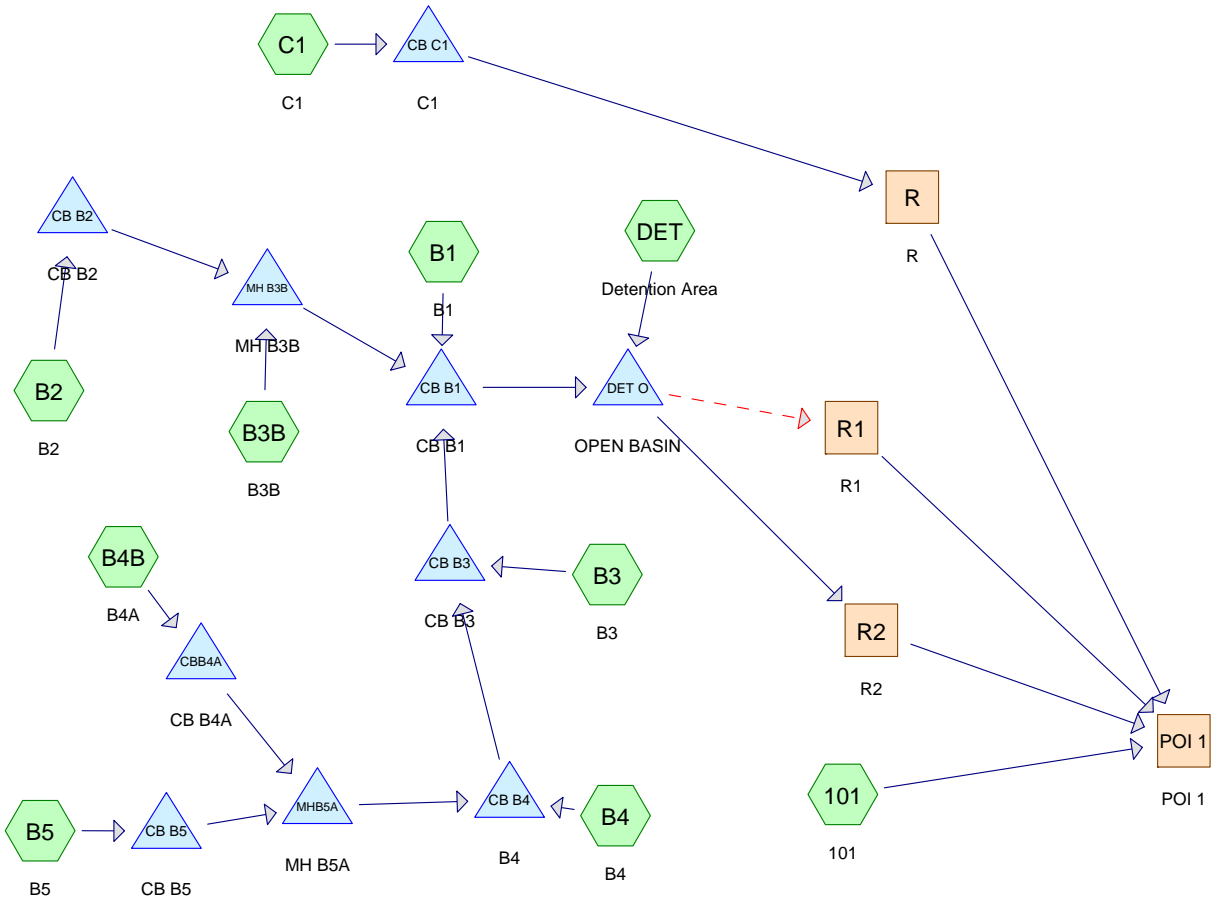 C1
CB C1
C1
C1
CB B2
CB B2
R
R
B1
B1
DET
Detention Area
MH B3B
MH B3B
B2
B2
B3B
B3B
CB B1
CB B1
DET O
OPEN BASIN
R1
R1
B4B
B4A
CB B3
CB B3
B3
B3
CBB4A
CB B4A
R2
R2
POI 1
POI 1
B5
B5
CB B5
CB B5
MHB5A
MH B5A
CB B4
B4
B4
B4
101
101